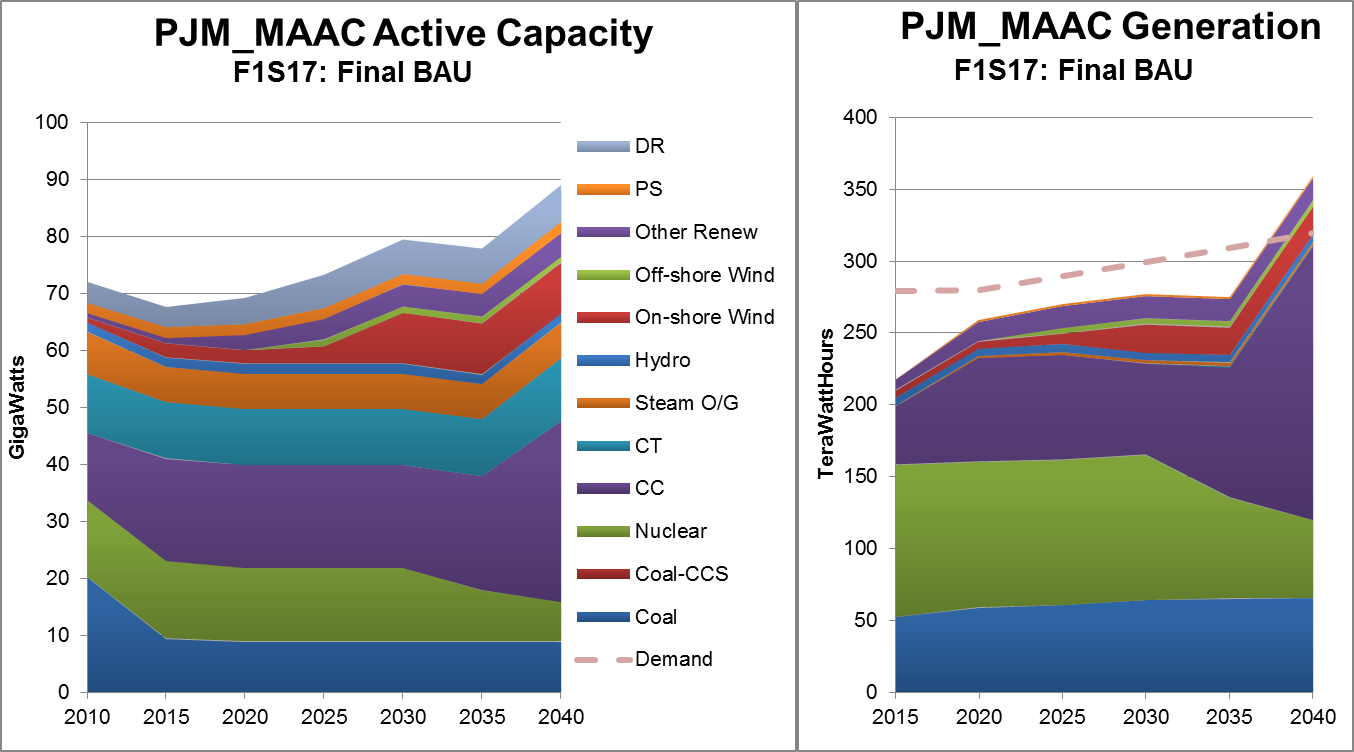 PJM_MAAC Active Capacity
F1S17: Final BAU
GigaWatts
100
90
80
70
60
50
40
30
20
10
0
2010 2015 2020 2025 2030 2035 2040
DR
PS
Other Renew
Off-shore Wind
On-shore Wind
Hydro
Steam O/G
CT
CC
Nuclear
Coal-CCS
Coal
Demand
PJM_MAAC Generation
F1S17: Final BAU
TeraWattHours
400
350
300
250
200
150
100
50
0
2015 2020 2025 2030 2035 2040